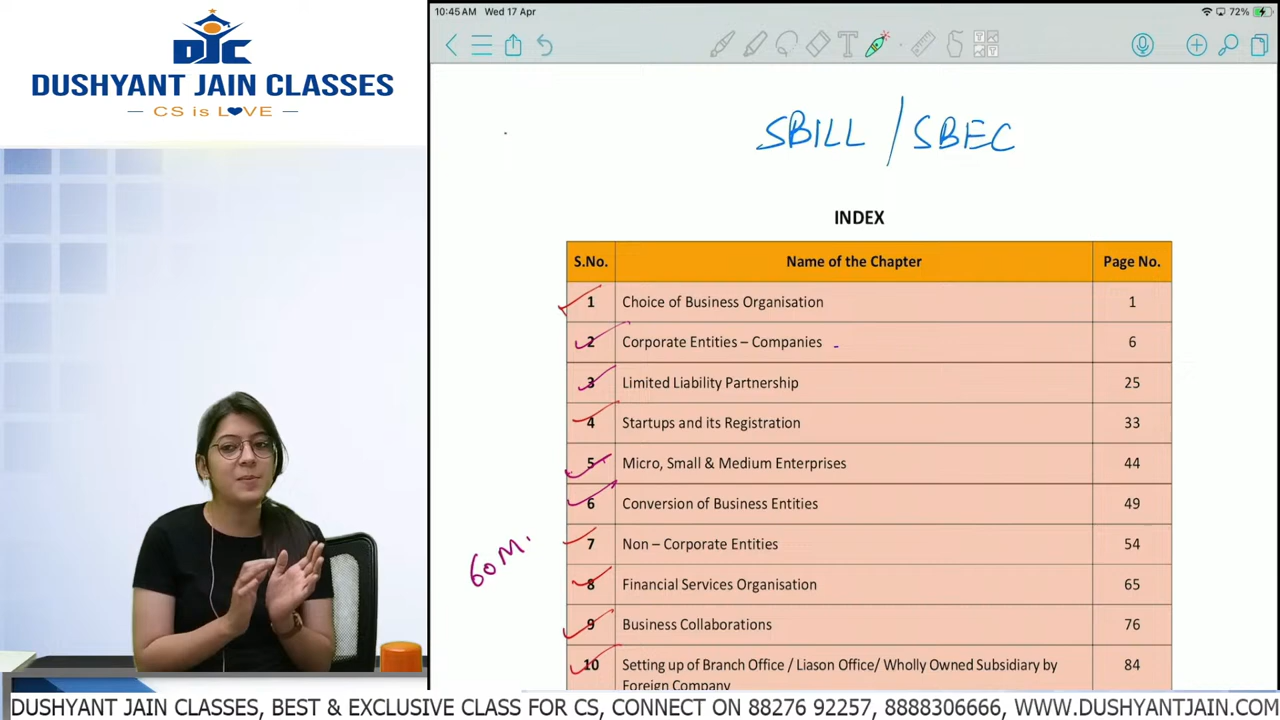 DJC
DUSHYANT JAIN CLASSES
— CS is LOVE —
10:45 AM Wed 17 Apr
72%
SBILL / SBEC
INDEX
S.No. Name of the Chapter Page No.
1 Choice of Business Organisation 1
2 Corporate Entities – Companies 6
3 Limited Liability Partnership 25
4 Startups and its Registration 33
5 Micro, Small & Medium Enterprises 44
6 Conversion of Business Entities 49
7 Non – Corporate Entities 54
60 M.
8 Financial Services Organisation 65
9 Business Collaborations 76
10 Setting up of Branch Office / Liason Office/ Wholly Owned Subsidiary by 84
Foreign Company
DUSHYANT JAIN CLASSES, BEST & EXCLUSIVE CLASS FOR CS, CONNECT ON 88276 92257, 8888306666, WWW.DUSHYANTJAIN.COM